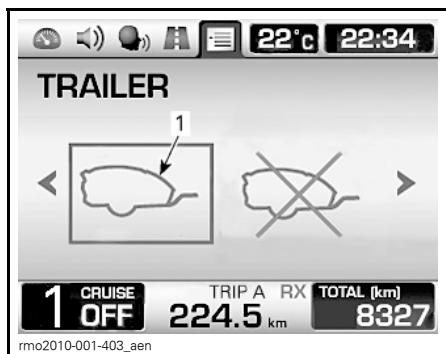 22°c 22:34
TRAILER
1
1 CRUISE OFF TRIP A RX 224.5 km TOTAL [km] 8327
rmo2010-001-403_aen